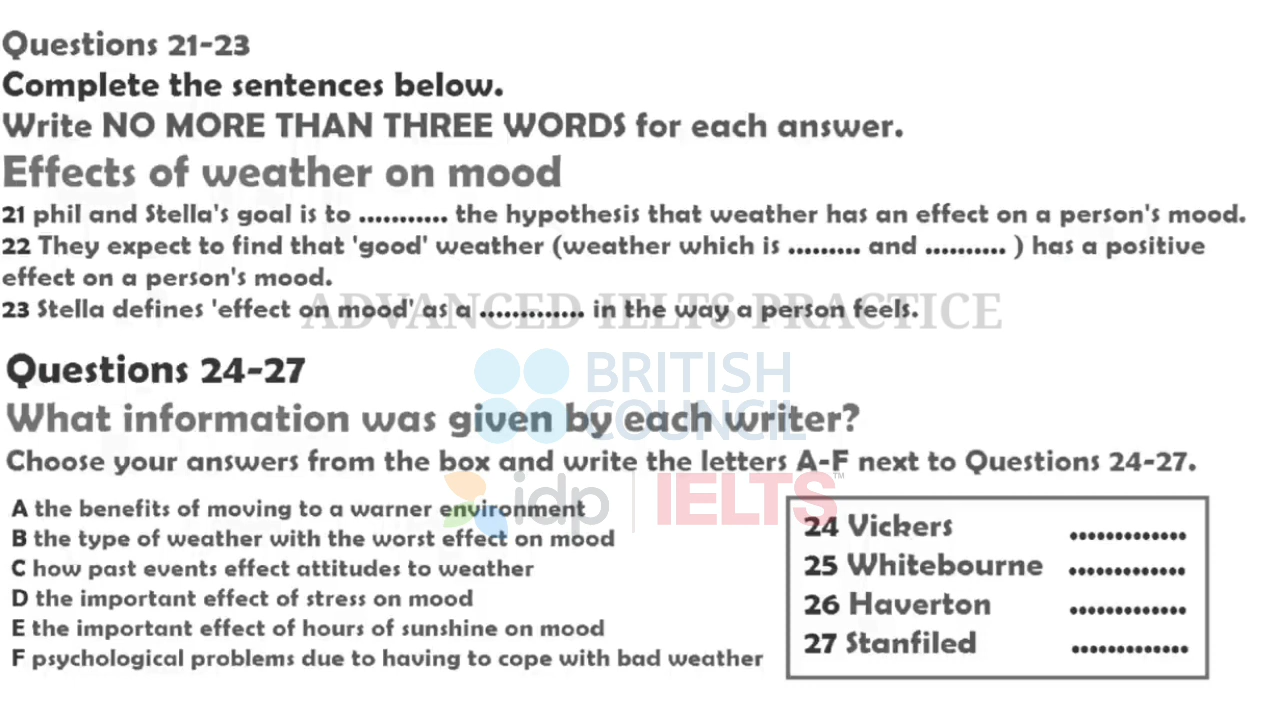 Questions 21-23
Complete the sentences below.
Write NO MORE THAN THREE WORDS for each answer.
Effects of weather on mood
21 phil and Stella's goal is to ........... the hypothesis that weather has an effect on a person's mood.
22 They expect to find that 'good' weather (weather which is ......... and .......... ) has a positive
effect on a person's mood.
23 Stella defines 'effect on mood' as a ............. in the way a person feels.
ADVANCED IELTS PRACTICE
Questions 24-27
BRITISH
COUNCIL
What information was given by each writer?
Choose your answers from the box and write the letters A-F next to Questions 24-27.
idp IELTS™
A the benefits of moving to a warner environment
B the type of weather with the worst effect on mood
C how past events effect attitudes to weather
D the important effect of stress on mood
E the important effect of hours of sunshine on mood
F psychological problems due to having to cope with bad weather
24 Vickers .............
25 Whitebourne .............
26 Haverton .............
27 Stanfiled .............